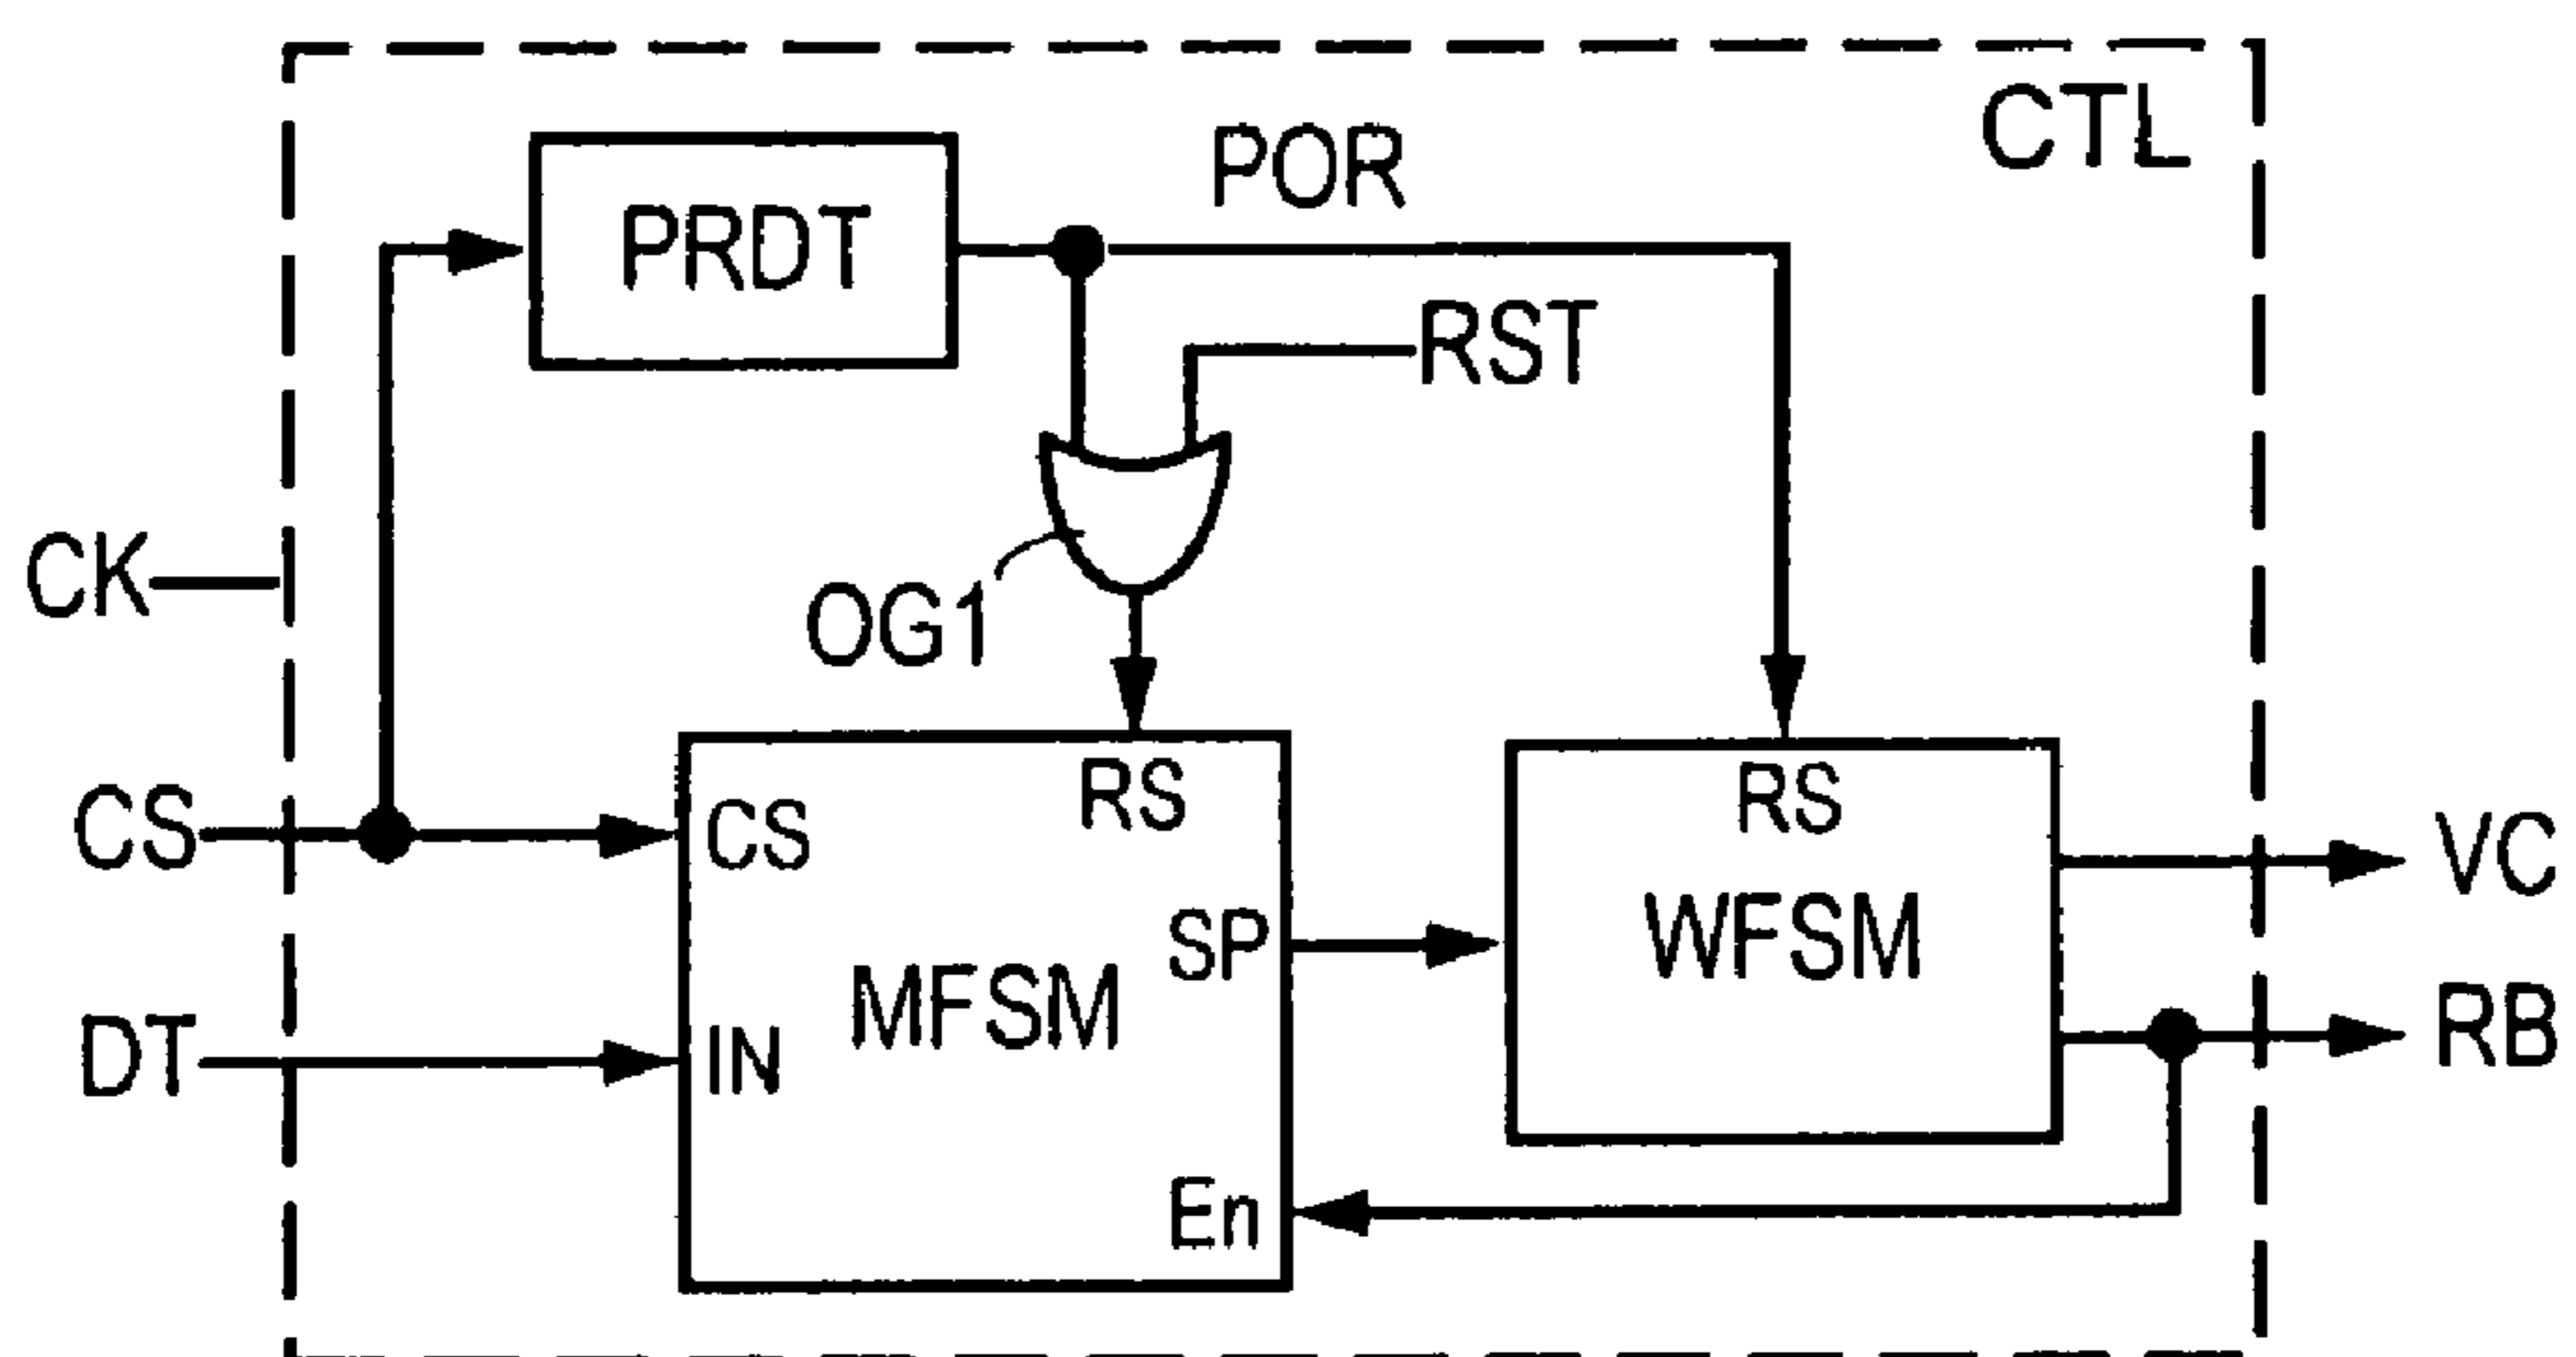 CTL
POR
PRDT
RST
CK
OG1
CS
CS
RS
RS
VC
SP
WFSM
MFSM
DT
IN
RB
En